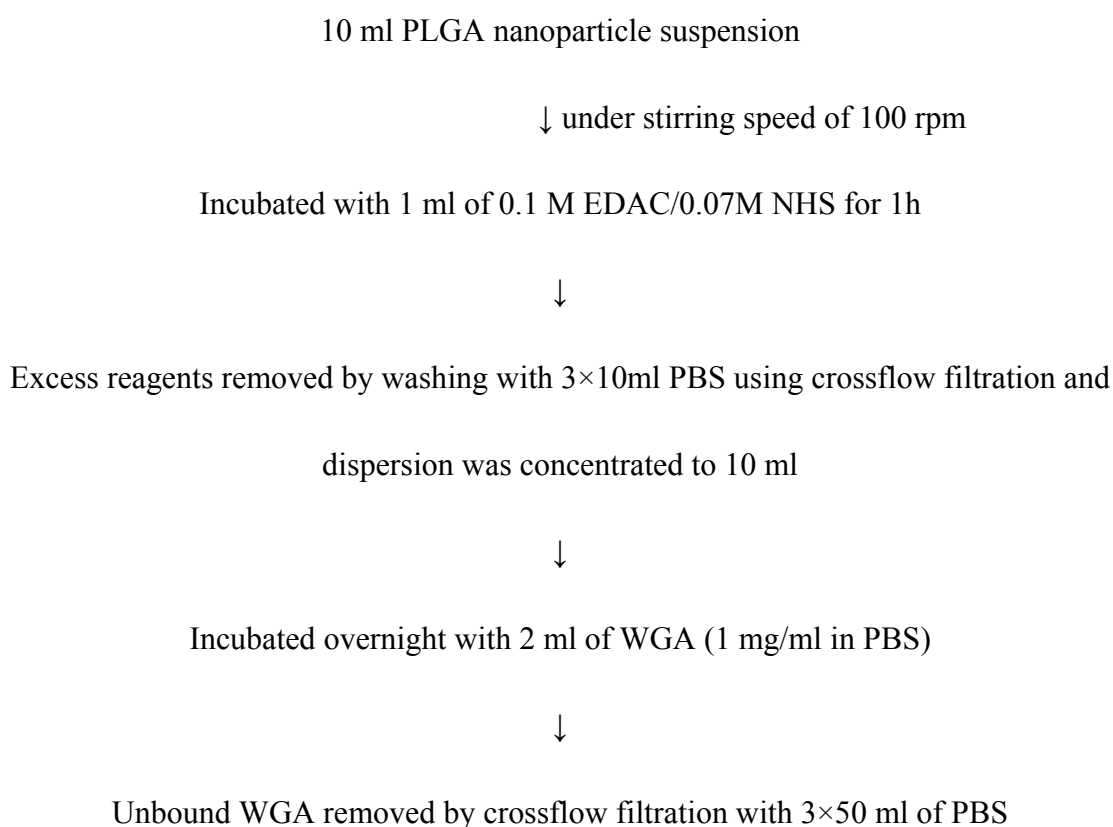 10 ml PLGA nanoparticle suspension
↓ under stirring speed of 100 rpm
Incubated with 1 ml of 0.1 M EDAC/0.07M NHS for 1h
↓
Excess reagents removed by washing with 3×10ml PBS using crossflow filtration and
dispersion was concentrated to 10 ml
↓
Incubated overnight with 2 ml of WGA (1 mg/ml in PBS)
↓
Unbound WGA removed by crossflow filtration with 3×50 ml of PBS